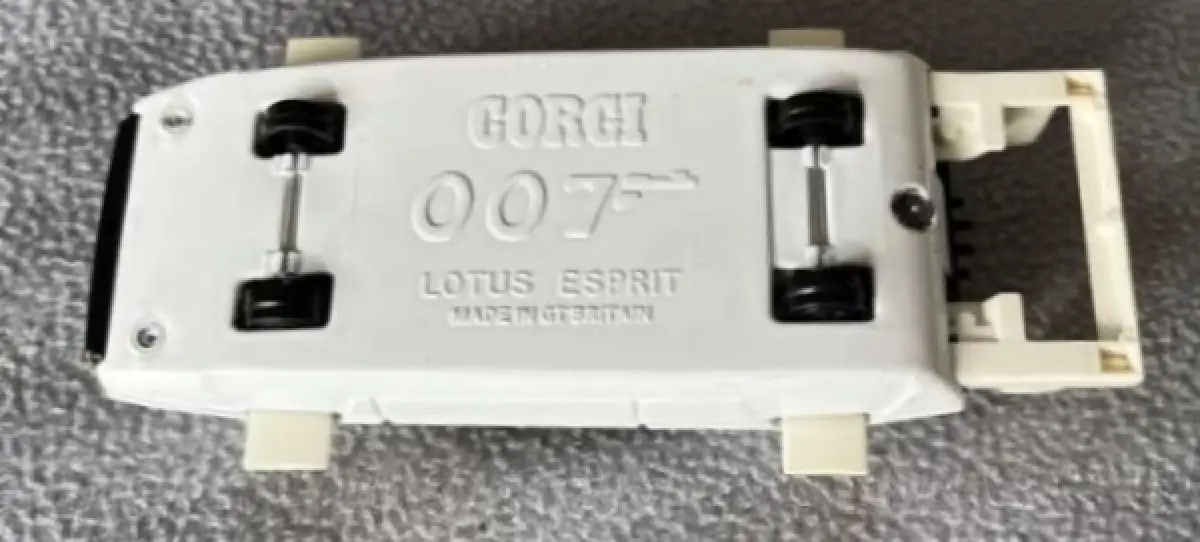 CORGI
007
LOTUS ESPRIT
MADE IN GT BRITAIN